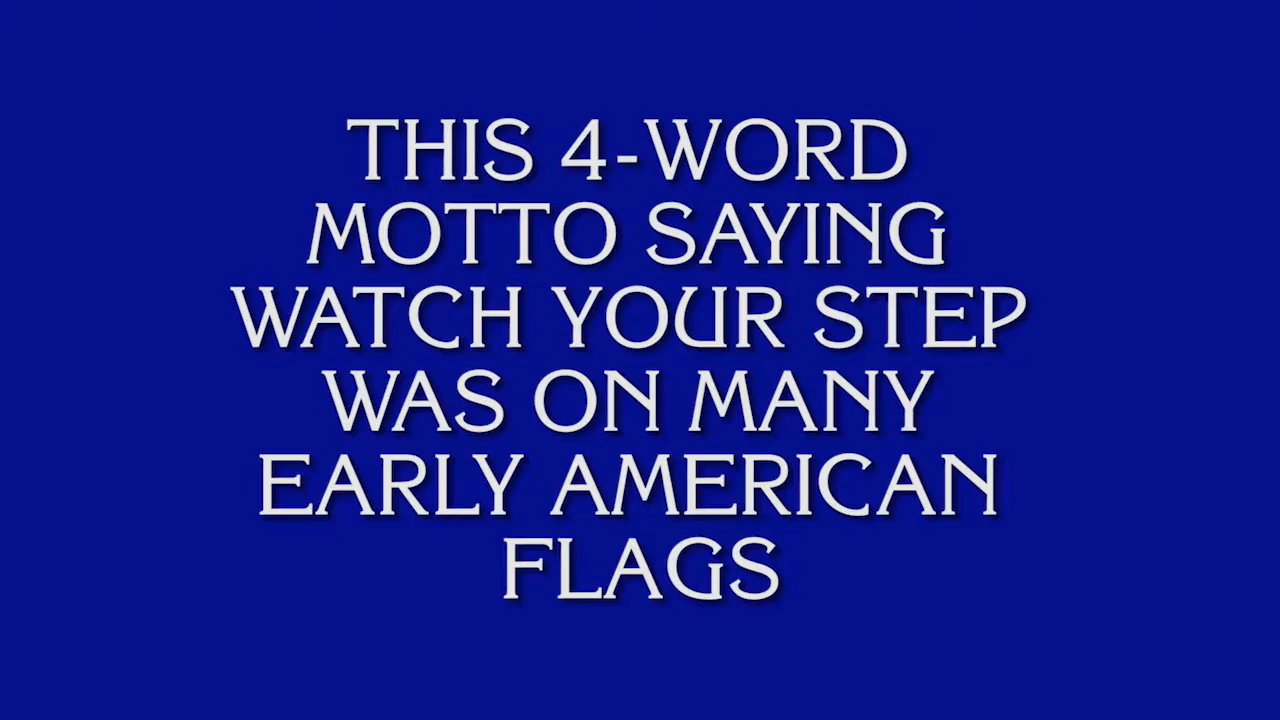 THIS 4-WORD
MOTTO SAYING
WATCH YOUR STEP
WAS ON MANY
EARLY AMERICAN
FLAGS